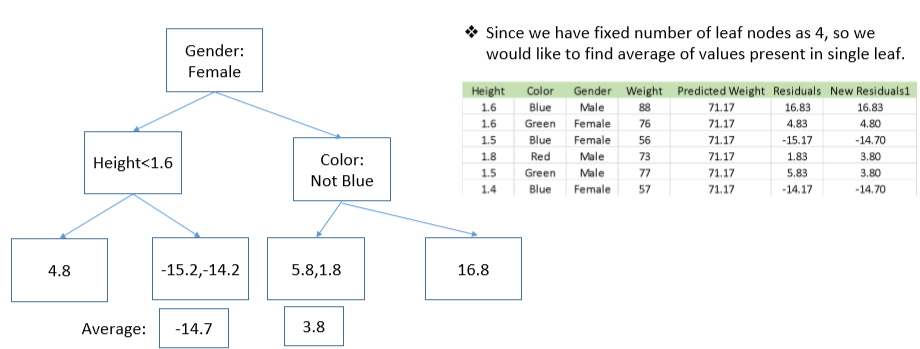 ❖ Since we have fixed number of leaf nodes as 4, so we
would like to find average of values present in single leaf.
Gender:
Female
Height<1.6
Color:
Not Blue
4.8
-15.2,-14.2
5.8,1.8
16.8
Average:
-14.7
3.8
Height Color Gender Weight Predicted Weight Residuals New Residuals1
1.6 Blue Male 88 71.17 16.83 16.83
1.6 Green Female 76 71.17 4.83 4.80
1.5 Blue Female 56 71.17 -15.17 -14.70
1.8 Red Male 73 71.17 1.83 3.80
1.5 Green Male 77 71.17 5.83 3.80
1.4 Blue Female 57 71.17 -14.17 -14.70